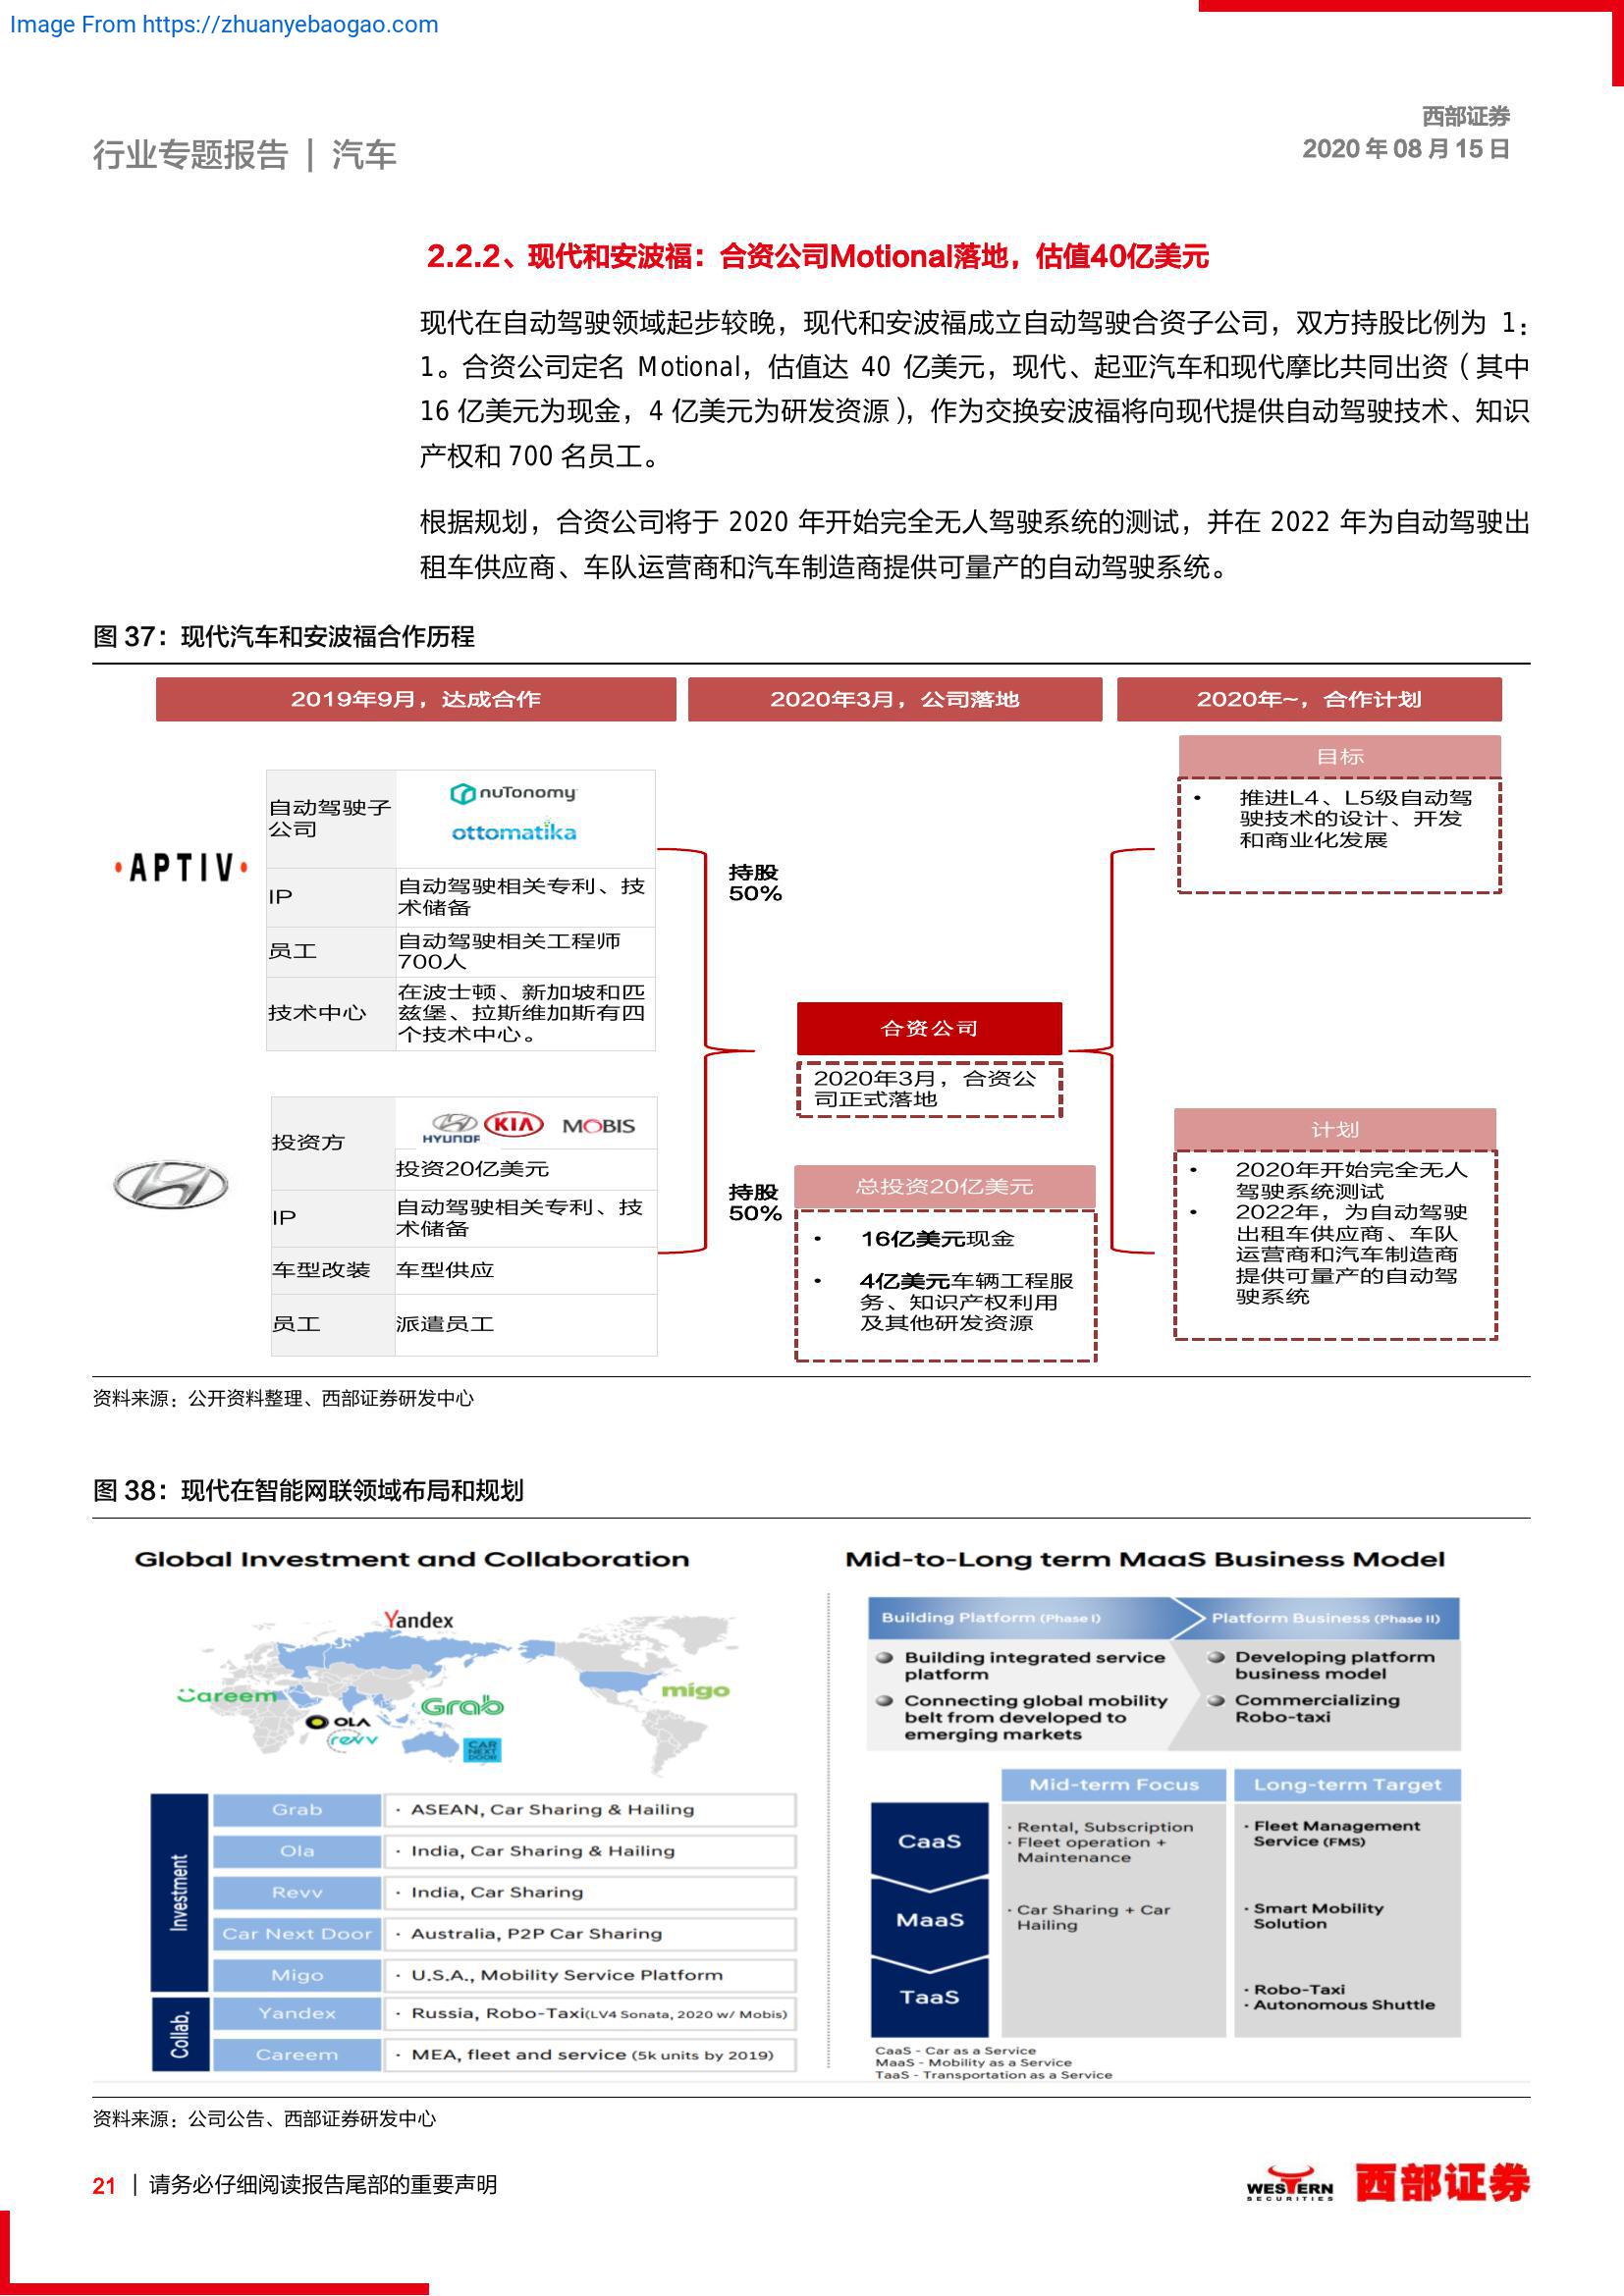 Image From https://zhuanyebaogao.com
西部证券
2020 年 08 月 15 日
行业专题报告 | 汽车
2.2.2、现代和安波福：合资公司Motional落地，估值40亿美元
现代在自动驾驶领域起步较晚，现代和安波福成立自动驾驶合资子公司，双方持股比例为 1：
1。合资公司定名 Motional，估值达 40 亿美元，现代、起亚汽车和现代摩比共同出资（其中
16 亿美元为现金，4 亿美元为研发资源），作为交换安波福将向现代提供自动驾驶技术、知识
产权和 700 名员工。
根据规划，合资公司将于 2020 年开始完全无人驾驶系统的测试，并在 2022 年为自动驾驶出
租车供应商、车队运营商和汽车制造商提供可量产的自动驾驶系统。
图 37：现代汽车和安波福合作历程
2019年9月，达成合作
2020年3月，公司落地
2020年~，合作计划
·APTIV·
自动驾驶子
公司
nuTonomy
ottomatika
IP
自动驾驶相关专利、技
术储备
员工
自动驾驶相关工程师
700人
技术中心
在波士顿、新加坡和匹
兹堡、拉斯维加斯有四
个技术中心。
投资方
HYUNDAI
KIA
MOBIS
投资20亿美元
IP
自动驾驶相关专利、技
术储备
车型改装
车型供应
员工
派遣员工
持股
50%
持股
50%
合资公司
2020年3月，合资公
司正式落地
总投资20亿美元
• 16亿美元现金
• 4亿美元车辆工程服
务、知识产权利用
及其他研发资源
目标
• 推进L4、L5级自动驾
驶技术的设计、开发
和商业化发展
计划
• 2020年开始完全无人
驾驶系统测试
• 2022年，为自动驾驶
出租车供应商、车队
运营商和汽车制造商
提供可量产的自动驾
驶系统
资料来源：公开资料整理、西部证券研发中心
图 38：现代在智能网联领域布局和规划
Global Investment and Collaboration
Yandex
Careem
Grab
migo
OLA
revv
CAR
NEXT
DOOR
Investment
Grab
· ASEAN, Car Sharing & Hailing
Ola
· India, Car Sharing & Hailing
Revv
· India, Car Sharing
Car Next Door
· Australia, P2P Car Sharing
Migo
· U.S.A., Mobility Service Platform
Collab.
Yandex
· Russia, Robo-Taxi(LV4 Sonata, 2020 w/ Mobis)
Careem
· MEA, fleet and service (5k units by 2019)
Mid-to-Long term MaaS Business Model
Building Platform (Phase I)
Platform Business (Phase II)
Building integrated service
platform
Connecting global mobility
belt from developed to
emerging markets
Developing platform
business model
Commercializing
Robo-taxi
Mid-term Focus
Long-term Target
CaaS
· Rental, Subscription
· Fleet operation +
Maintenance
· Fleet Management
Service (FMS)
MaaS
· Car Sharing + Car
Hailing
· Smart Mobility
Solution
TaaS
· Robo-Taxi
· Autonomous Shuttle
CaaS - Car as a Service
MaaS - Mobility as a Service
TaaS - Transportation as a Service
资料来源：公司公告、西部证券研发中心
21 | 请务必仔细阅读报告尾部的重要声明
WESTERN
SECURITIES
西部证券